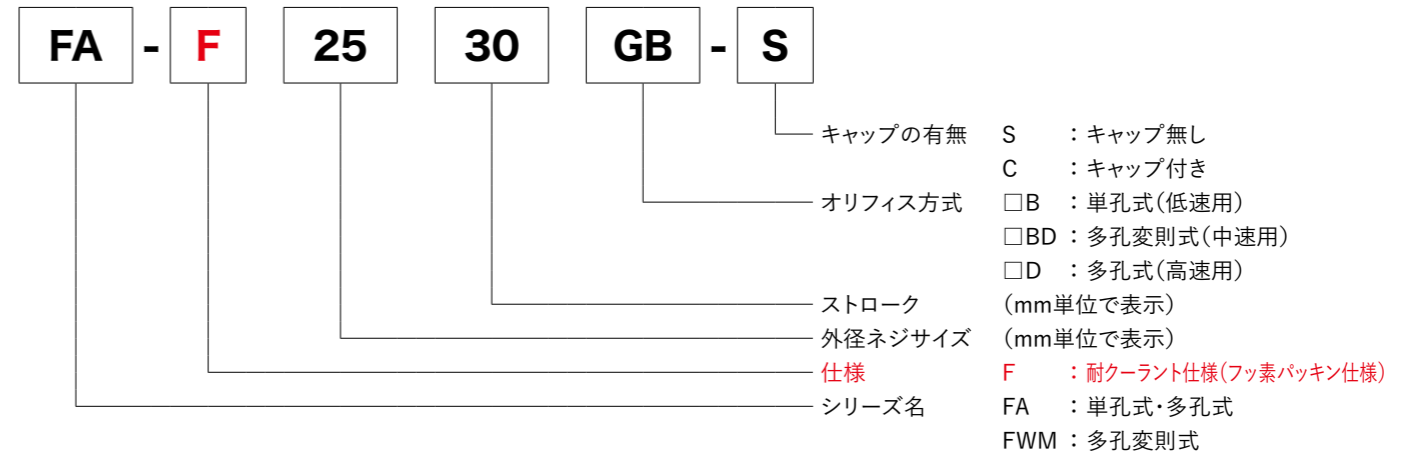 FA - F 25 30 GB - S
キャップの有無 S : キャップ無し
C : キャップ付き
オリフィス方式 □B : 単孔式(低速用)
□BD : 多孔変則式(中速用)
□D : 多孔式(高速用)
ストローク (mm単位で表示)
外径ネジサイズ (mm単位で表示)
仕様 F : 耐クーラント仕様(フッ素パッキン仕様)
シリーズ名 FA : 単孔式・多孔式
FWM : 多孔変則式